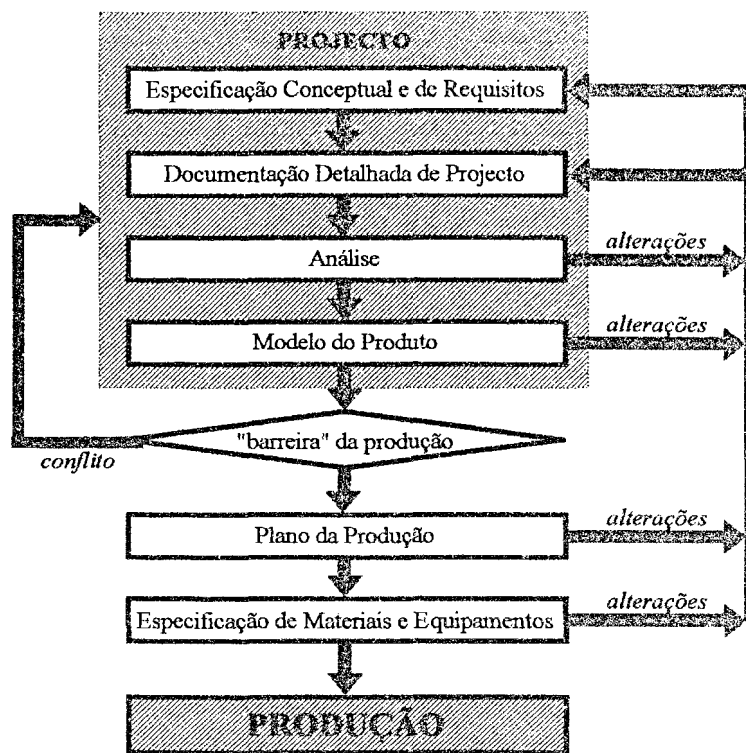 PROJECTO
Especificação Conceptual e de Requisitos
Documentação Detalhada de Projecto
alterações
Análise
alterações
Modelo do Produto
"barreira" da produção
conflito
alterações
Plano da Produção
alterações
Especificação de Materiais e Equipamentos
PRODUÇÃO